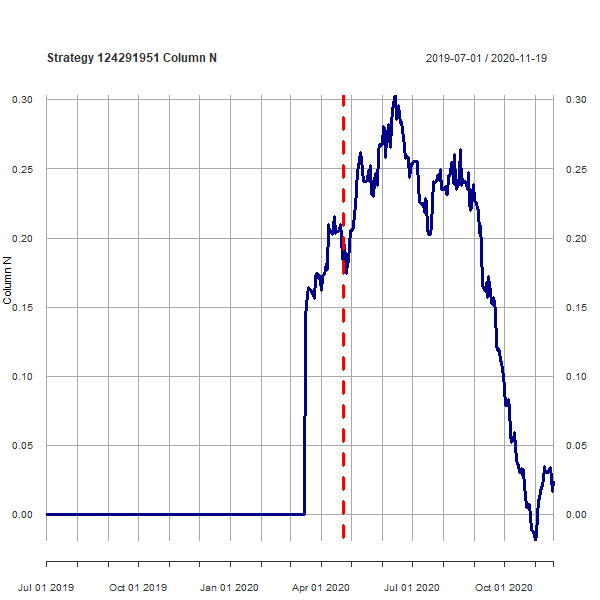 Strategy 124291951 Column N
2019-07-01 / 2020-11-19
0.30
0.30
0.25
0.25
0.20
0.20
Column N
0.15
0.15
0.10
0.10
0.05
0.05
0.00
0.00
Jul 01 2019
Oct 01 2019
Jan 01 2020
Apr 01 2020
Jul 01 2020
Oct 01 2020